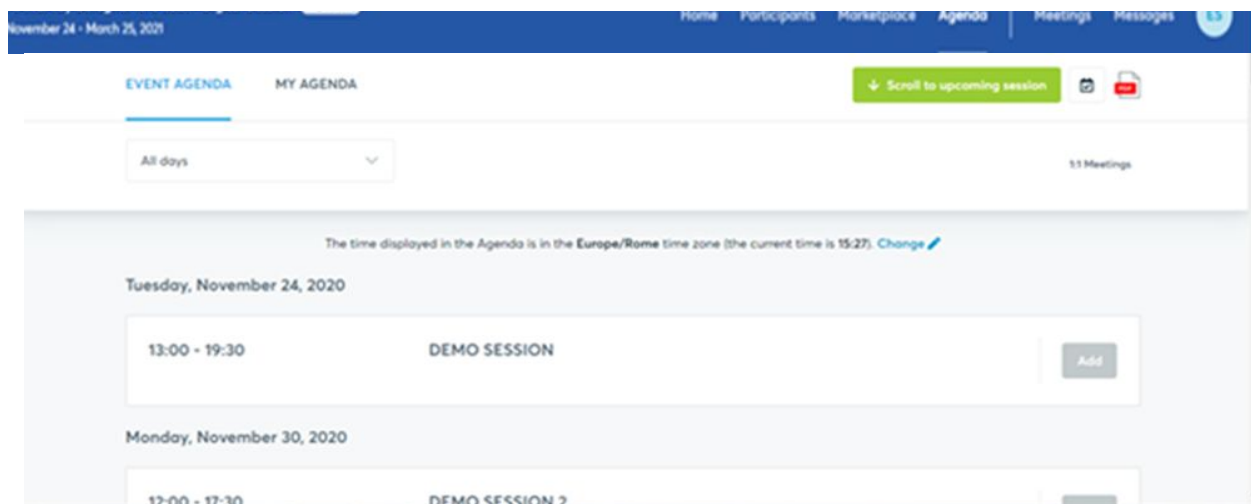 November 24 - March 25, 2021
Home Participants Marketplace Agenda Meetings Messages ES
EVENT AGENDA MY AGENDA
Scroll to upcoming session
PDF
All days
1:1 Meetings
The time displayed in the Agenda is in the Europe/Rome time zone (the current time is 15:27). Change
Tuesday, November 24, 2020
13:00 - 19:30 DEMO SESSION
Add
Monday, November 30, 2020
12:00 - 17:30 DEMO SESSION 2